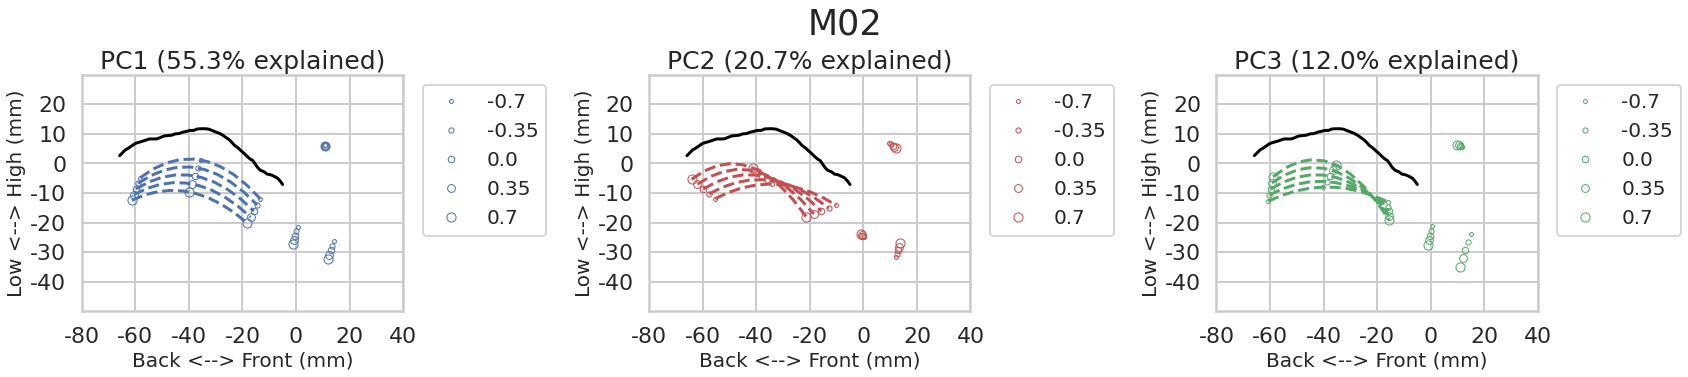 M02
PC1 (55.3% explained)
Low <--> High (mm)
20
10
0
-10
-20
-30
-40
-80 -60 -40 -20 0 20 40
Back <--> Front (mm)
-0.7
-0.35
0.0
0.35
0.7
PC2 (20.7% explained)
Low <--> High (mm)
20
10
0
-10
-20
-30
-40
-80 -60 -40 -20 0 20 40
Back <--> Front (mm)
-0.7
-0.35
0.0
0.35
0.7
PC3 (12.0% explained)
Low <--> High (mm)
20
10
0
-10
-20
-30
-40
-80 -60 -40 -20 0 20 40
Back <--> Front (mm)
-0.7
-0.35
0.0
0.35
0.7